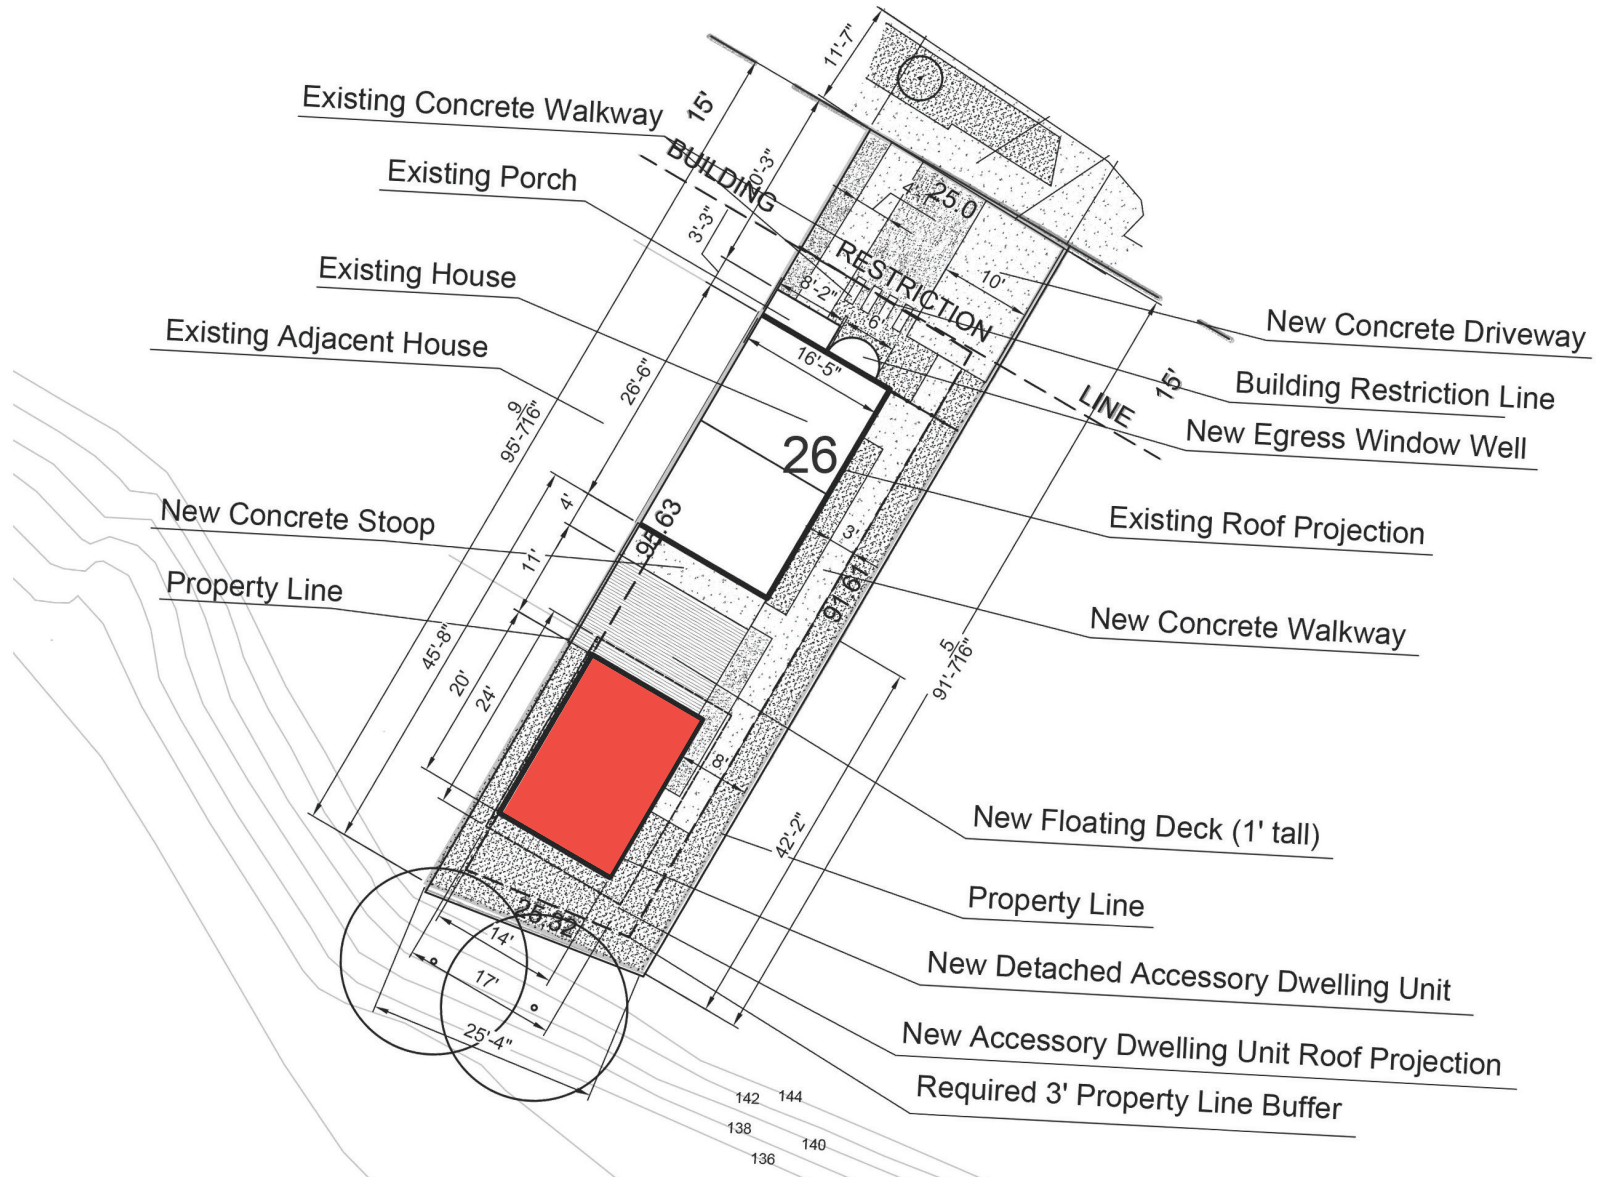 11'-7"
15'
Existing Concrete Walkway
BUILDING
0'-3"
Existing Porch
4'
25.0
3'-3"
RESTRICTION
Existing House
10'
8'-2"
6'
New Concrete Driveway
Existing Adjacent House
16'-5"
26'-6"
15'
Building Restriction Line
LINE
95'-7 9/16"
26
New Egress Window Well
4'
New Concrete Stoop
95.63
3'
Existing Roof Projection
11'
Property Line
91.61'
New Concrete Walkway
45'-8"
20'
24'
91'-7 5/16"
8'
42'-2"
New Floating Deck (1' tall)
Property Line
25.32
14'
17'
New Detached Accessory Dwelling Unit
25'-4"
New Accessory Dwelling Unit Roof Projection
Required 3' Property Line Buffer
142
144
138
140
136